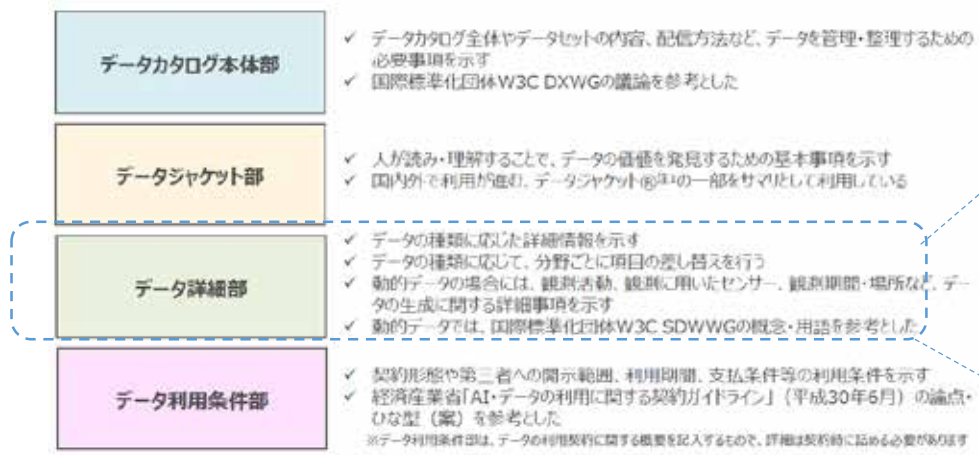 データカタログ本体部
✓ データカタログ全体やデータセットの内容、配信方法など、データを管理・整理するための
必要事項を示す
✓ 国際標準化団体W3C DXWGの議論を参考とした
データジャケット部
✓ 人が読み・理解することで、データの価値を発見するための基本事項を示す
✓ 国内外で利用が進む、データジャケット®注1の一部をサマリとして利用している
データ詳細部
✓ データの種類に応じた詳細情報を示す
✓ データの種類に応じて、分野ごとに項目の差し替えを行う
✓ 動的データの場合には、観測活動、観測に用いたセンサー、観測期間・場所など、デー
タの生成に関する詳細事項を示す
✓ 動的データでは、国際標準化団体W3C SDWWGの概念・用語を参考とした
データ利用条件部
✓ 契約形態や第三者への開示範囲、利用期間、支払条件等の利用条件を示す
✓ 経済産業省「AI・データの利用に関する契約ガイドライン」（平成30年6月）の論点・
ひな型（案）を参考とした
※データ利用条件部は、データの利用契約に関する概要を記入するもので、詳細は契約時に詰める必要があります